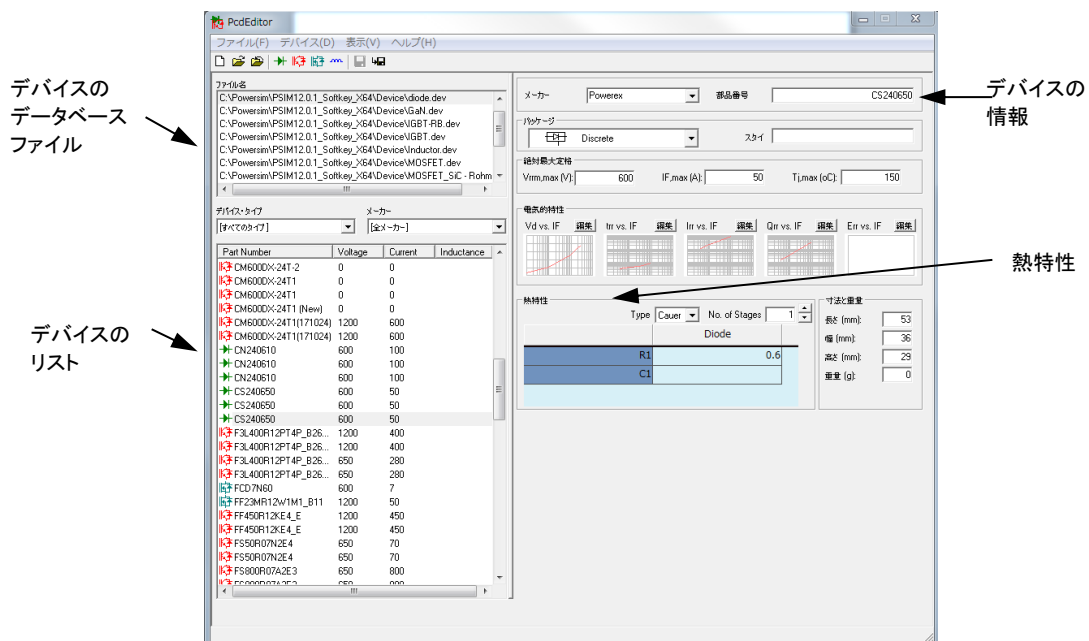 PcdEditor
ファイル(F) デバイス(D) 表示(V) ヘルプ(H)
デバイスの
データベース
ファイル
ファイル名
C:\Powersim\PSIM12.0.1_Softkey_X64\Device\diode.dev
C:\Powersim\PSIM12.0.1_Softkey_X64\Device\GaN.dev
C:\Powersim\PSIM12.0.1_Softkey_X64\Device\IGBT-RB.dev
C:\Powersim\PSIM12.0.1_Softkey_X64\Device\IGBT.dev
C:\Powersim\PSIM12.0.1_Softkey_X64\Device\Inductor.dev
C:\Powersim\PSIM12.0.1_Softkey_X64\Device\MOSFET.dev
C:\Powersim\PSIM12.0.1_Softkey_X64\Device\MOSFET_SiC - Rohm
デバイス・タイプ メーカー
[すべてのタイプ] [全メーカー]
デバイスの
リスト
Part Number Voltage Current Inductance
CM600DX-24T-2 0 0
CM600DX-24T1 0 0
CM600DX-24T1 0 0
CM600DX-24T1 (New) 0 0
CM600DX-24T1(171024) 1200 600
CM600DX-24T1(171024) 1200 600
CN240610 600 100
CN240610 600 100
CN240610 600 100
CS240650 600 50
CS240650 600 50
CS240650 600 50
F3L400R12PT4P_B26... 1200 400
F3L400R12PT4P_B26... 1200 400
F3L400R12PT4P_B26... 650 280
F3L400R12PT4P_B26... 650 280
FCD7N60 600 7
FF23MR12W1M1_B11 1200 50
FF450R12KE4_E 1200 450
FF450R12KE4_E 1200 450
FS50R07N2E4 650 70
FS50R07N2E4 650 70
FS800R07A2E3 650 800
メーカー Powerex 部品番号 CS240650
デバイスの
情報
パッケージ
Discrete スタイ
絶対最大定格
Vrrm,max (V): 600 IF,max (A): 50 Tj,max (oC): 150
電気的特性
Vd vs. IF 編集 trr vs. IF 編集 Irr vs. IF 編集 Qrr vs. IF 編集 Err vs. IF 編集
熱特性
熱特性
Type Cauer No. of Stages 1
Diode
R1 0.6
C1
寸法と重量
長さ (mm): 53
幅 (mm): 36
高さ (mm): 29
重量 (g): 0